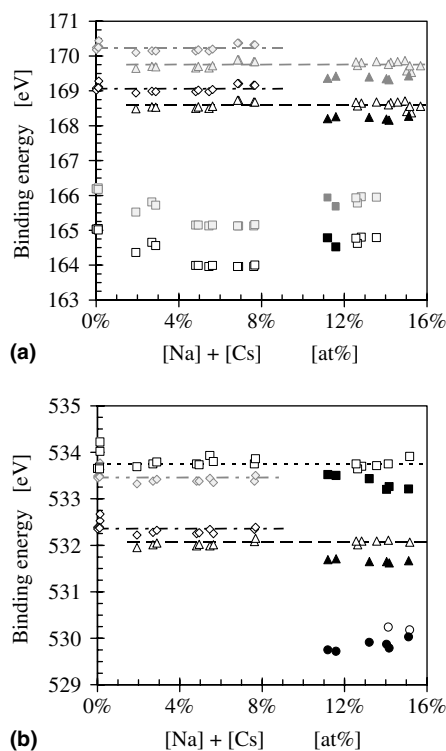 171
170
169
168
167
166
165
164
163
Binding energy [eV]
0% 4% 8% 12% 16%
(a) [Na] + [Cs] [at%]
535
534
533
532
531
530
529
Binding energy [eV]
0% 4% 8% 12% 16%
(b) [Na] + [Cs] [at%]